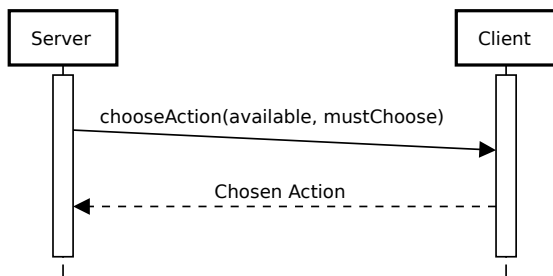 Server
Client
chooseAction(available, mustChoose)
Chosen Action